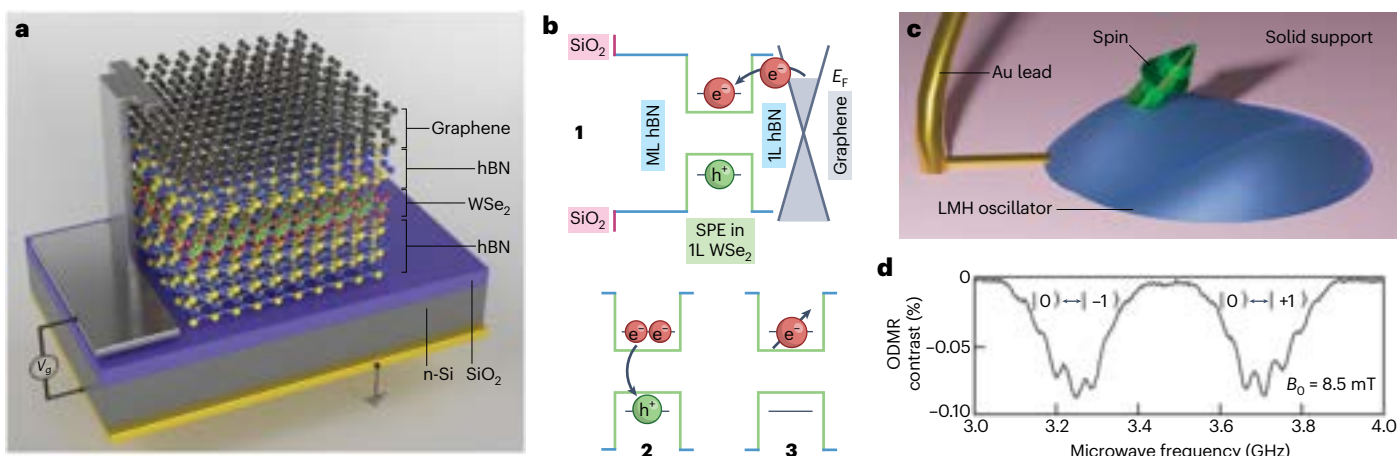 a
Graphene
hBN
WSe2
hBN
Vg
n-Si
SiO2
b
SiO2
e−
e−
EF
1
ML hBN
1L hBN
Graphene
h+
SiO2
SPE in
1L WSe2
e− e−
e−
h+
2
3
c
Spin
Solid support
Au lead
LMH oscillator
d
0
0 ↔ −1
0 ↔ +1
ODMR
contrast (%)
−0.05
B0 = 8.5 mT
−0.10
3.0 3.2 3.4 3.6 3.8 4.0
Microwave frequency (GHz)